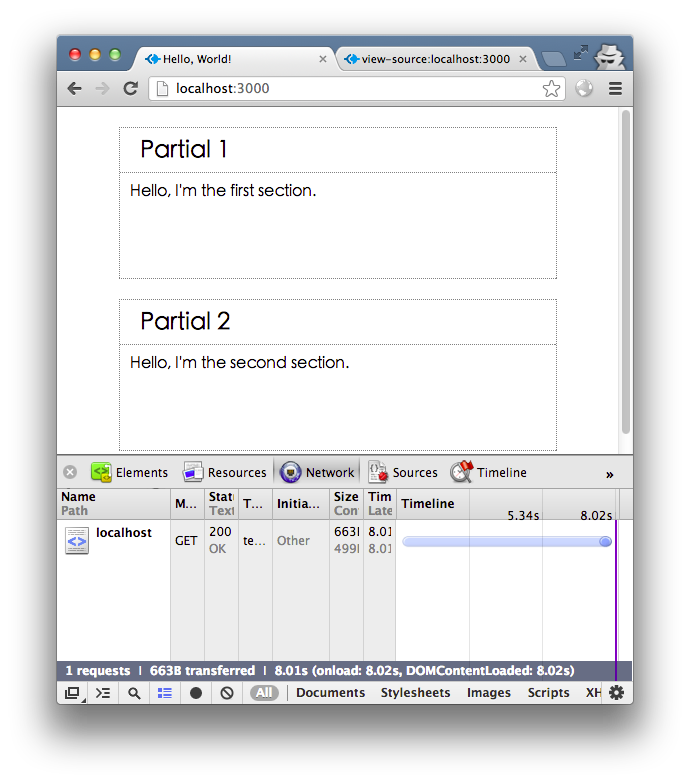 Hello, World!
view-source:localhost:3000
localhost:3000
Partial 1
Hello, I'm the first section.
Partial 2
Hello, I'm the second section.
Elements Resources Network Sources Timeline »
Name M... Stat T... Initia... Size Tim Timeline
Path Text Con Late 5.34s 8.02s
localhost GET 200 te... Other 663B 8.01
OK 499B 8.01
1 requests | 663B transferred | 8.01s (onload: 8.02s, DOMContentLoaded: 8.02s)
All Documents Stylesheets Images Scripts XH